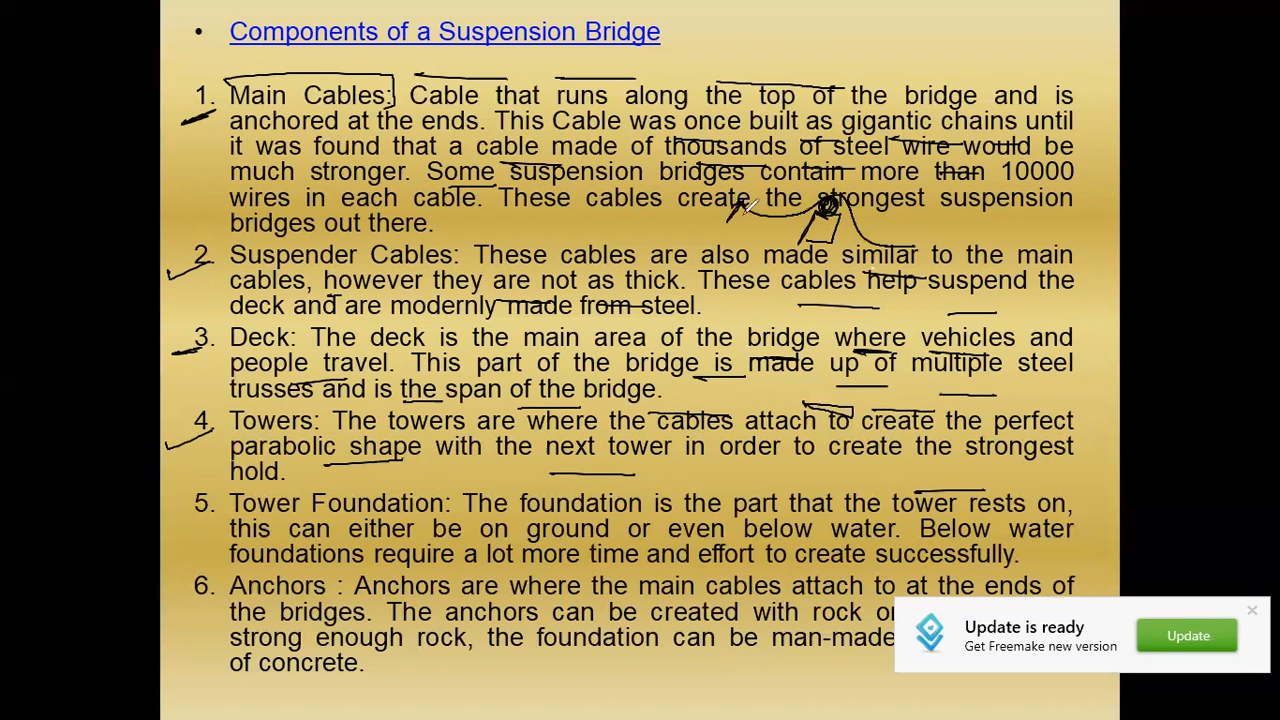 • Components of a Suspension Bridge
1. Main Cables: Cable that runs along the top of the bridge and is
anchored at the ends. This Cable was once built as gigantic chains until
it was found that a cable made of thousands of steel wire would be
much stronger. Some suspension bridges contain more than 10000
wires in each cable. These cables create the strongest suspension
bridges out there.
2. Suspender Cables: These cables are also made similar to the main
cables, however they are not as thick. These cables help suspend the
deck and are modernly made from steel.
3. Deck: The deck is the main area of the bridge where vehicles and
people travel. This part of the bridge is made up of multiple steel
trusses and is the span of the bridge.
4. Towers: The towers are where the cables attach to create the perfect
parabolic shape with the next tower in order to create the strongest
hold.
5. Tower Foundation: The foundation is the part that the tower rests on,
this can either be on ground or even below water. Below water
foundations require a lot more time and effort to create successfully.
6. Anchors : Anchors are where the main cables attach to at the ends of
the bridges. The anchors can be created with rock
strong enough rock, the foundation can be man-made
of concrete.
Update is ready
Get Freemake new version
Update